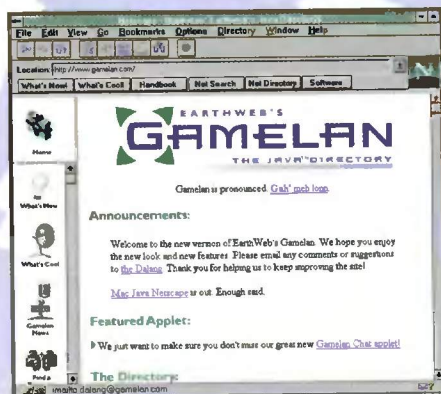 File Edit View Go Bookmarks Options Directory Window Help
Location: http://www.gamelan.com/
What's New! What's Cool! Handbook Net Search Net Directory Software
EARTHWEB'S
GAMELAN
THE JAVA™ DIRECTORY
Home
Gamelan is pronounced. Gah' meh lonn.
What's New
Announcements:
Welcome to the new version of EarthWeb's Gamelan. We hope you enjoy
the new look and new features. Please email any comments or suggestions
to the Dalang. Thank you for helping us to keep improving the site!
What's Cool
Mac Java Netscape is out. Enough said.
Gamelan
News
Featured Applet:
We just want to make sure you don't miss our great new Gamelan Chat applet!
Find a
The Directory:
mailto:dalang@gamelan.com